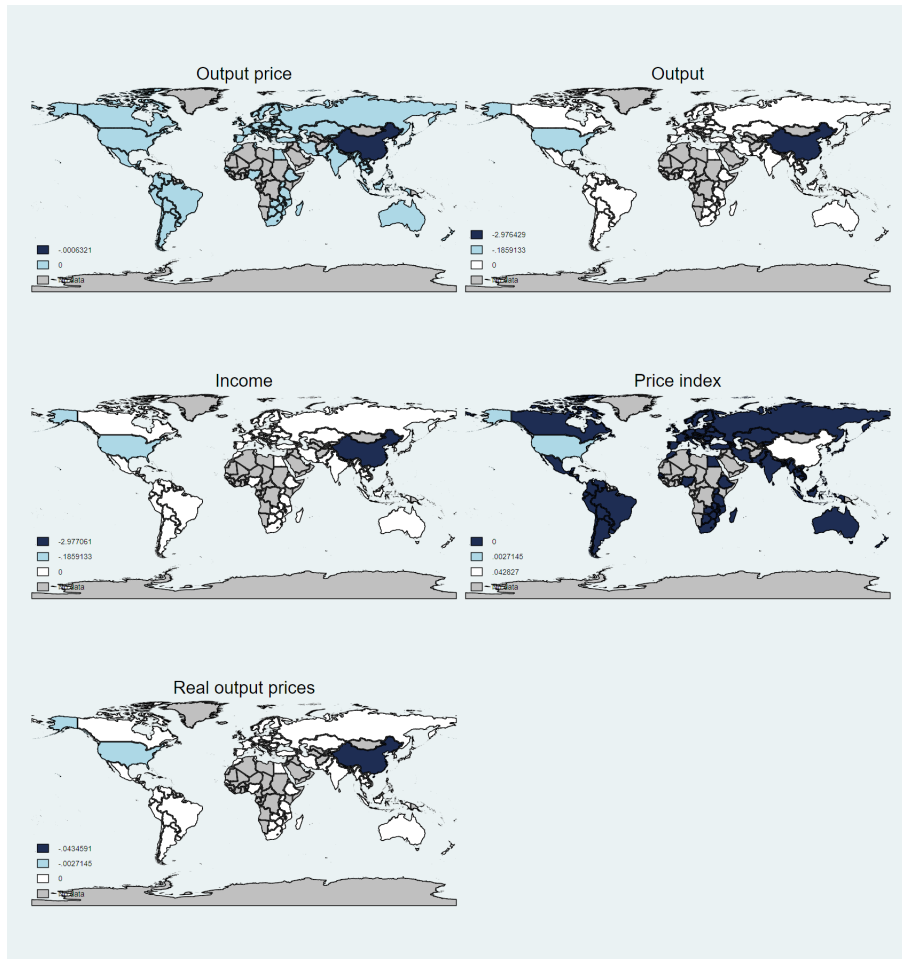 Output price
-.0006321
0
Output
-2.976429
-.1859133
0
Income
-2.977061
-.1859133
0
Price index
0
.0027145
.042827
Real output prices
-.0434591
-.0027145
0